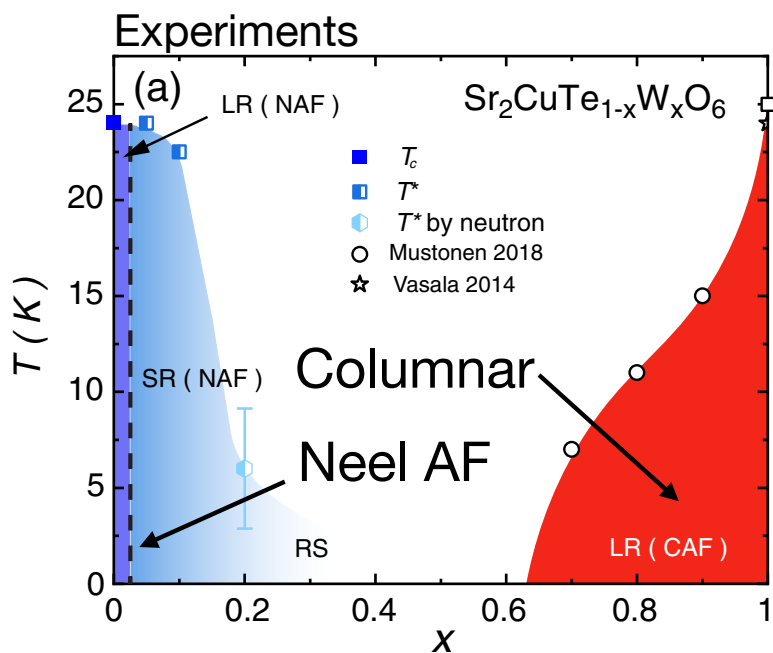 Experiments
(a)
LR ( NAF )
Sr2CuTe1-xWxO6
Tc
T*
T* by neutron
Mustonen 2018
Vasala 2014
T ( K )
25
20
15
10
5
0
SR ( NAF )
Columnar
Neel AF
RS
LR ( CAF )
0
0.2
0.4
0.6
0.8
1
x